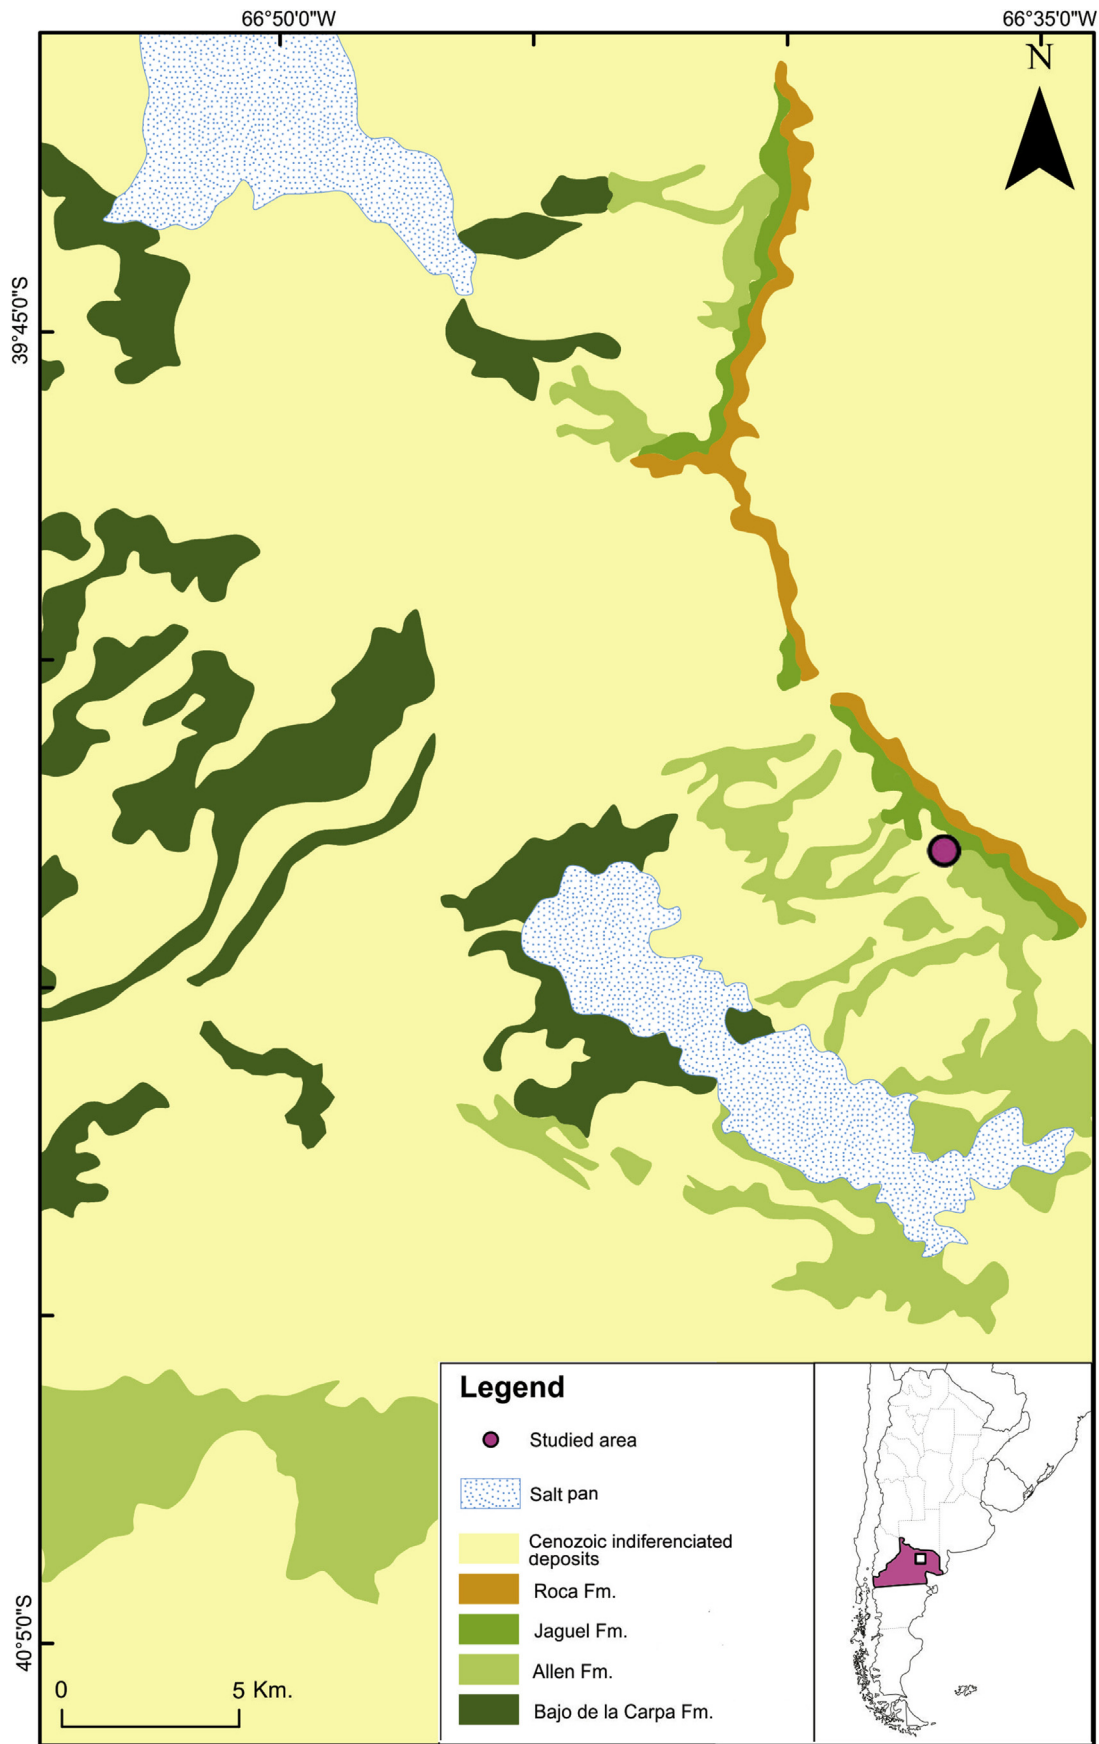 66°50'0"W
66°35'0"W
N
39°45'0"S
40°5'0"S
0
5 Km.
Legend
Studied area
Salt pan
Cenozoic indiferenciated
deposits
Roca Fm.
Jaguel Fm.
Allen Fm.
Bajo de la Carpa Fm.